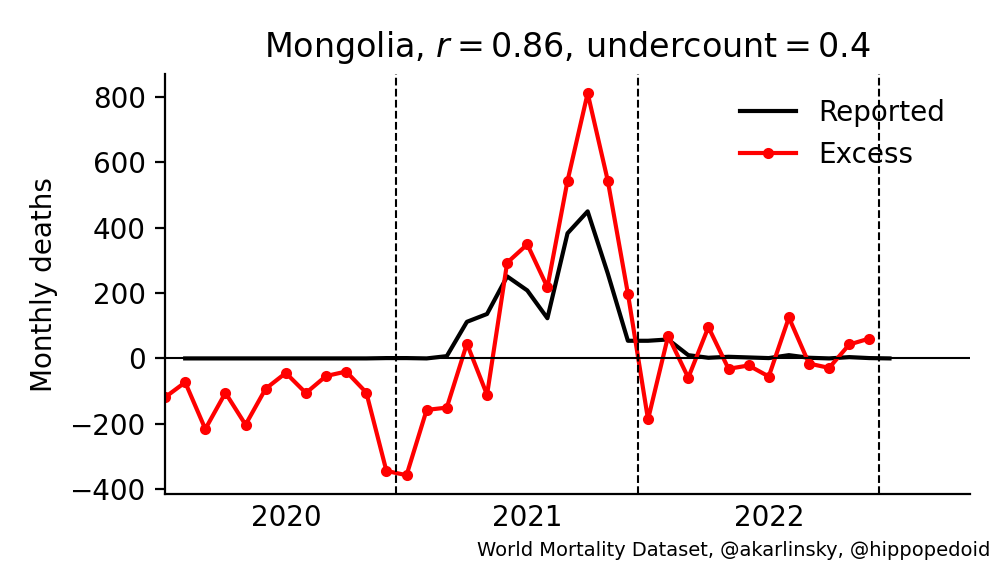 Mongolia, r = 0.86, undercount = 0.4
Monthly deaths
800
600
400
200
0
−200
−400
Reported
Excess
2020 2021 2022
World Mortality Dataset, @akarlinsky, @hippopedoid